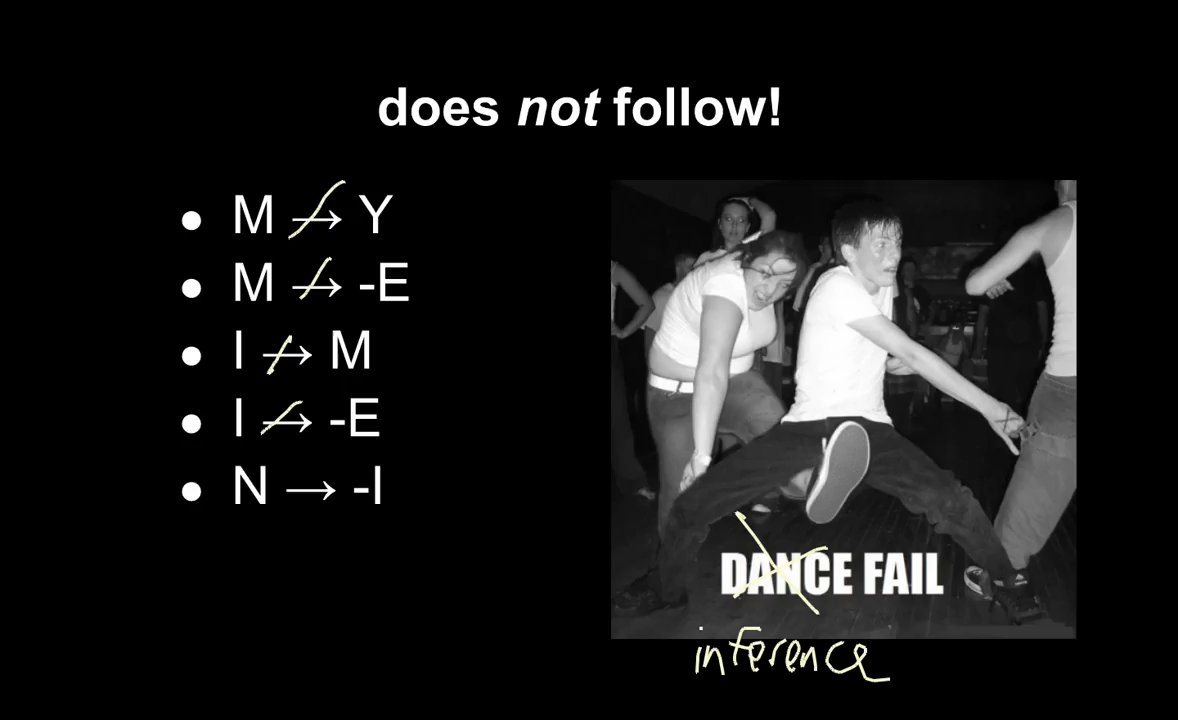 does not follow!
• M ↛ Y
• M ↛ -E
• I ↛ M
• I ↛ -E
• N → -I
DANCE FAIL
inference